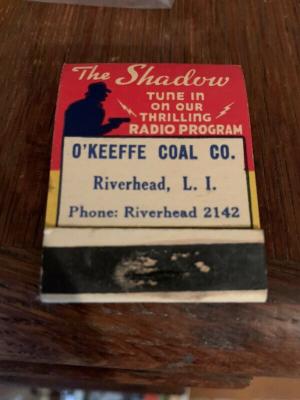 The Shadow
TUNE IN
ON OUR
THRILLING
RADIO PROGRAM
O'KEEFFE COAL CO.
Riverhead, L. I.
Phone: Riverhead 2142